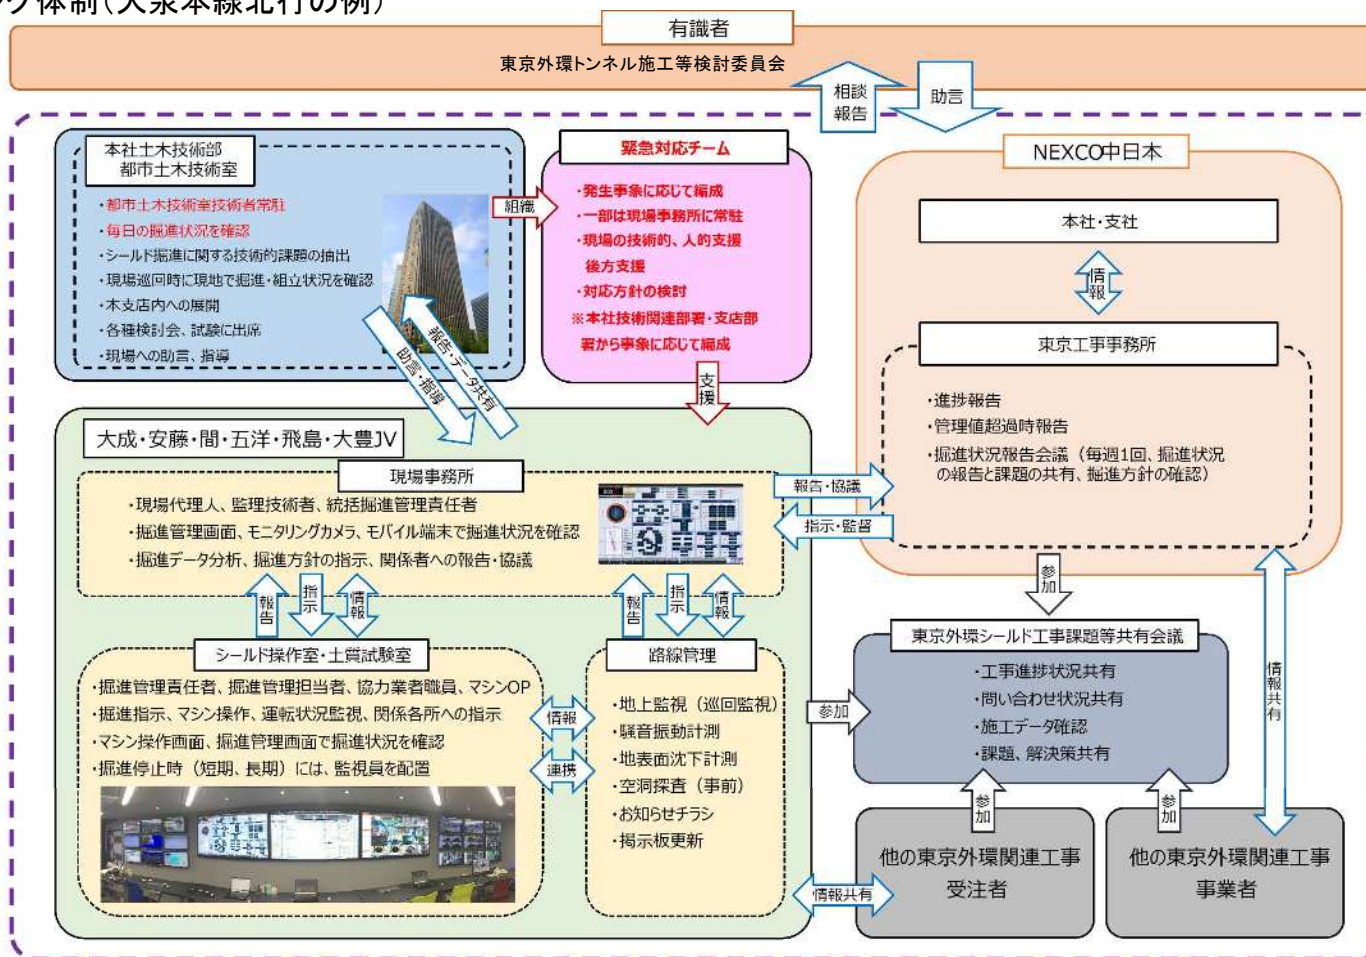 ック体制（大泉本線北行の例）
有識者
東京外環トンネル施工等検討委員会
相談
報告
助言
本社土木技術部
都市土木技術室
・都市土木技術室技術者常駐
・毎日の掘進状況を確認
・シールド掘進に関する技術的課題の抽出
・現場巡回時に現地で掘進・組立状況を確認
・本支店内への展開
・各種検討会、試験に出席
・現場への助言、指導
組織
緊急対応チーム
・発生事象に応じて編成
・一部は現場事務所に常駐
・現場の技術的、人的支援
後方支援
・対応方針の検討
※本社技術関連部署・支店部
署から事象に応じて編成
支援
報告・データ共有
助言・指導
NEXCO中日本
本社・支社
情報
東京工事事務所
・進捗報告
・管理値超過時報告
・掘進状況報告会議（毎週1回、掘進状況
の報告と課題の共有、掘進方針の確認）
大成・安藤・間・五洋・飛島・大豊JV
現場事務所
・現場代理人、監理技術者、統括掘進管理責任者
・掘進管理画面、モニタリングカメラ、モバイル端末で掘進状況を確認
・掘進データ分析、掘進方針の指示、関係者への報告・協議
報告・協議
指示・監督
報告
指示
情報
報告
指示
情報
シールド操作室・土質試験室
・掘進管理責任者、掘進管理担当者、協力業者職員、マシンOP
・掘進指示、マシン操作、運転状況監視、関係各所への指示
・マシン操作画面、掘進管理画面で掘進状況を確認
・掘進停止時（短期、長期）には、監視員を配置
情報
連携
路線管理
・地上監視（巡回監視）
・騒音振動計測
・地表面沈下計測
・空洞探査（事前）
・お知らせチラシ
・掲示板更新
参加
参加
東京外環シールド工事課題等共有会議
・工事進捗状況共有
・問い合わせ状況共有
・施工データ確認
・課題、解決策共有
情報共有
参加
参加
他の東京外環関連工事
受注者
他の東京外環関連工事
事業者
情報共有